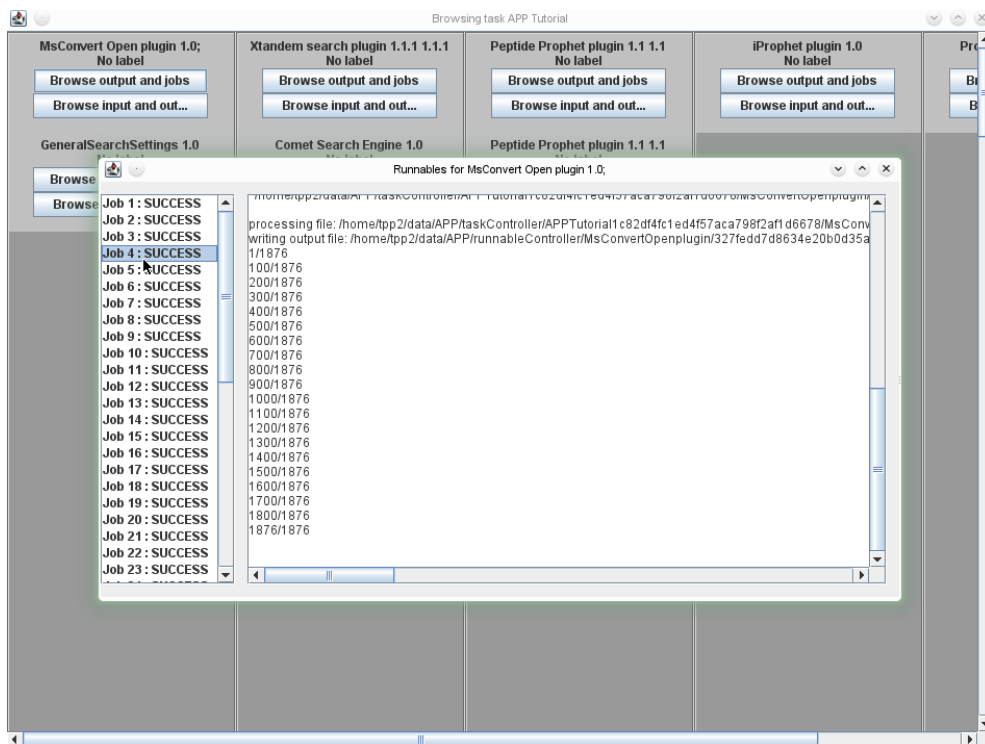 Browsing task APP Tutorial
MsConvert Open plugin 1.0;
No label
Browse output and jobs
Browse input and out...
Xtandem search plugin 1.1.1 1.1.1
No label
Browse output and jobs
Browse input and out...
Peptide Prophet plugin 1.1 1.1
No label
Browse output and jobs
Browse input and out...
iProphet plugin 1.0
No label
Browse output and jobs
Browse input and out...
GeneralSearchSettings 1.0
Browse
Browse
Comet Search Engine 1.0
Peptide Prophet plugin 1.1 1.1
Runnables for MsConvert Open plugin 1.0;
Job 1 : SUCCESS
Job 2 : SUCCESS
Job 3 : SUCCESS
Job 4 : SUCCESS
Job 5 : SUCCESS
Job 6 : SUCCESS
Job 7 : SUCCESS
Job 8 : SUCCESS
Job 9 : SUCCESS
Job 10 : SUCCESS
Job 11 : SUCCESS
Job 12 : SUCCESS
Job 13 : SUCCESS
Job 14 : SUCCESS
Job 15 : SUCCESS
Job 16 : SUCCESS
Job 17 : SUCCESS
Job 18 : SUCCESS
Job 19 : SUCCESS
Job 20 : SUCCESS
Job 21 : SUCCESS
Job 22 : SUCCESS
Job 23 : SUCCESS
processing file: /home/tpp2/data/APP/taskController/APPTutorial1c82df4fc1ed4f57aca798f2af1d6678/MsConv
writing output file: /home/tpp2/data/APP/runnableController/MsConvertOpenplugin/327fedd7d8634e20b0d35a
1/1876
100/1876
200/1876
300/1876
400/1876
500/1876
600/1876
700/1876
800/1876
900/1876
1000/1876
1100/1876
1200/1876
1300/1876
1400/1876
1500/1876
1600/1876
1700/1876
1800/1876
1876/1876